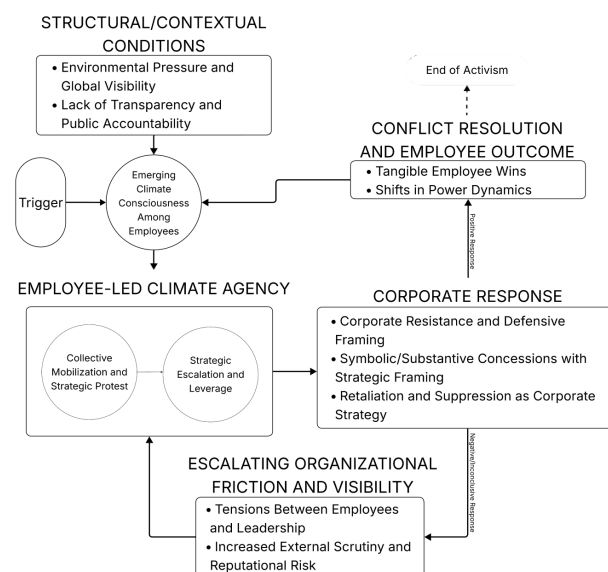 STRUCTURAL/CONTEXTUAL
CONDITIONS
• Environmental Pressure and
Global Visibility
• Lack of Transparency and
Public Accountability
Trigger
Emerging
Climate
Consciousness
Among
Employees
End of Activism
CONFLICT RESOLUTION
AND EMPLOYEE OUTCOME
• Tangible Employee Wins
• Shifts in Power Dynamics
Positive Response
EMPLOYEE-LED CLIMATE AGENCY
Collective
Mobilization and
Strategic Protest
Strategic
Escalation and
Leverage
CORPORATE RESPONSE
• Corporate Resistance and Defensive
Framing
• Symbolic/Substantive Concessions with
Strategic Framing
• Retaliation and Suppression as Corporate
Strategy
Negative/Inconclusive Response
ESCALATING ORGANIZATIONAL
FRICTION AND VISIBILITY
• Tensions Between Employees
and Leadership
• Increased External Scrutiny and
Reputational Risk